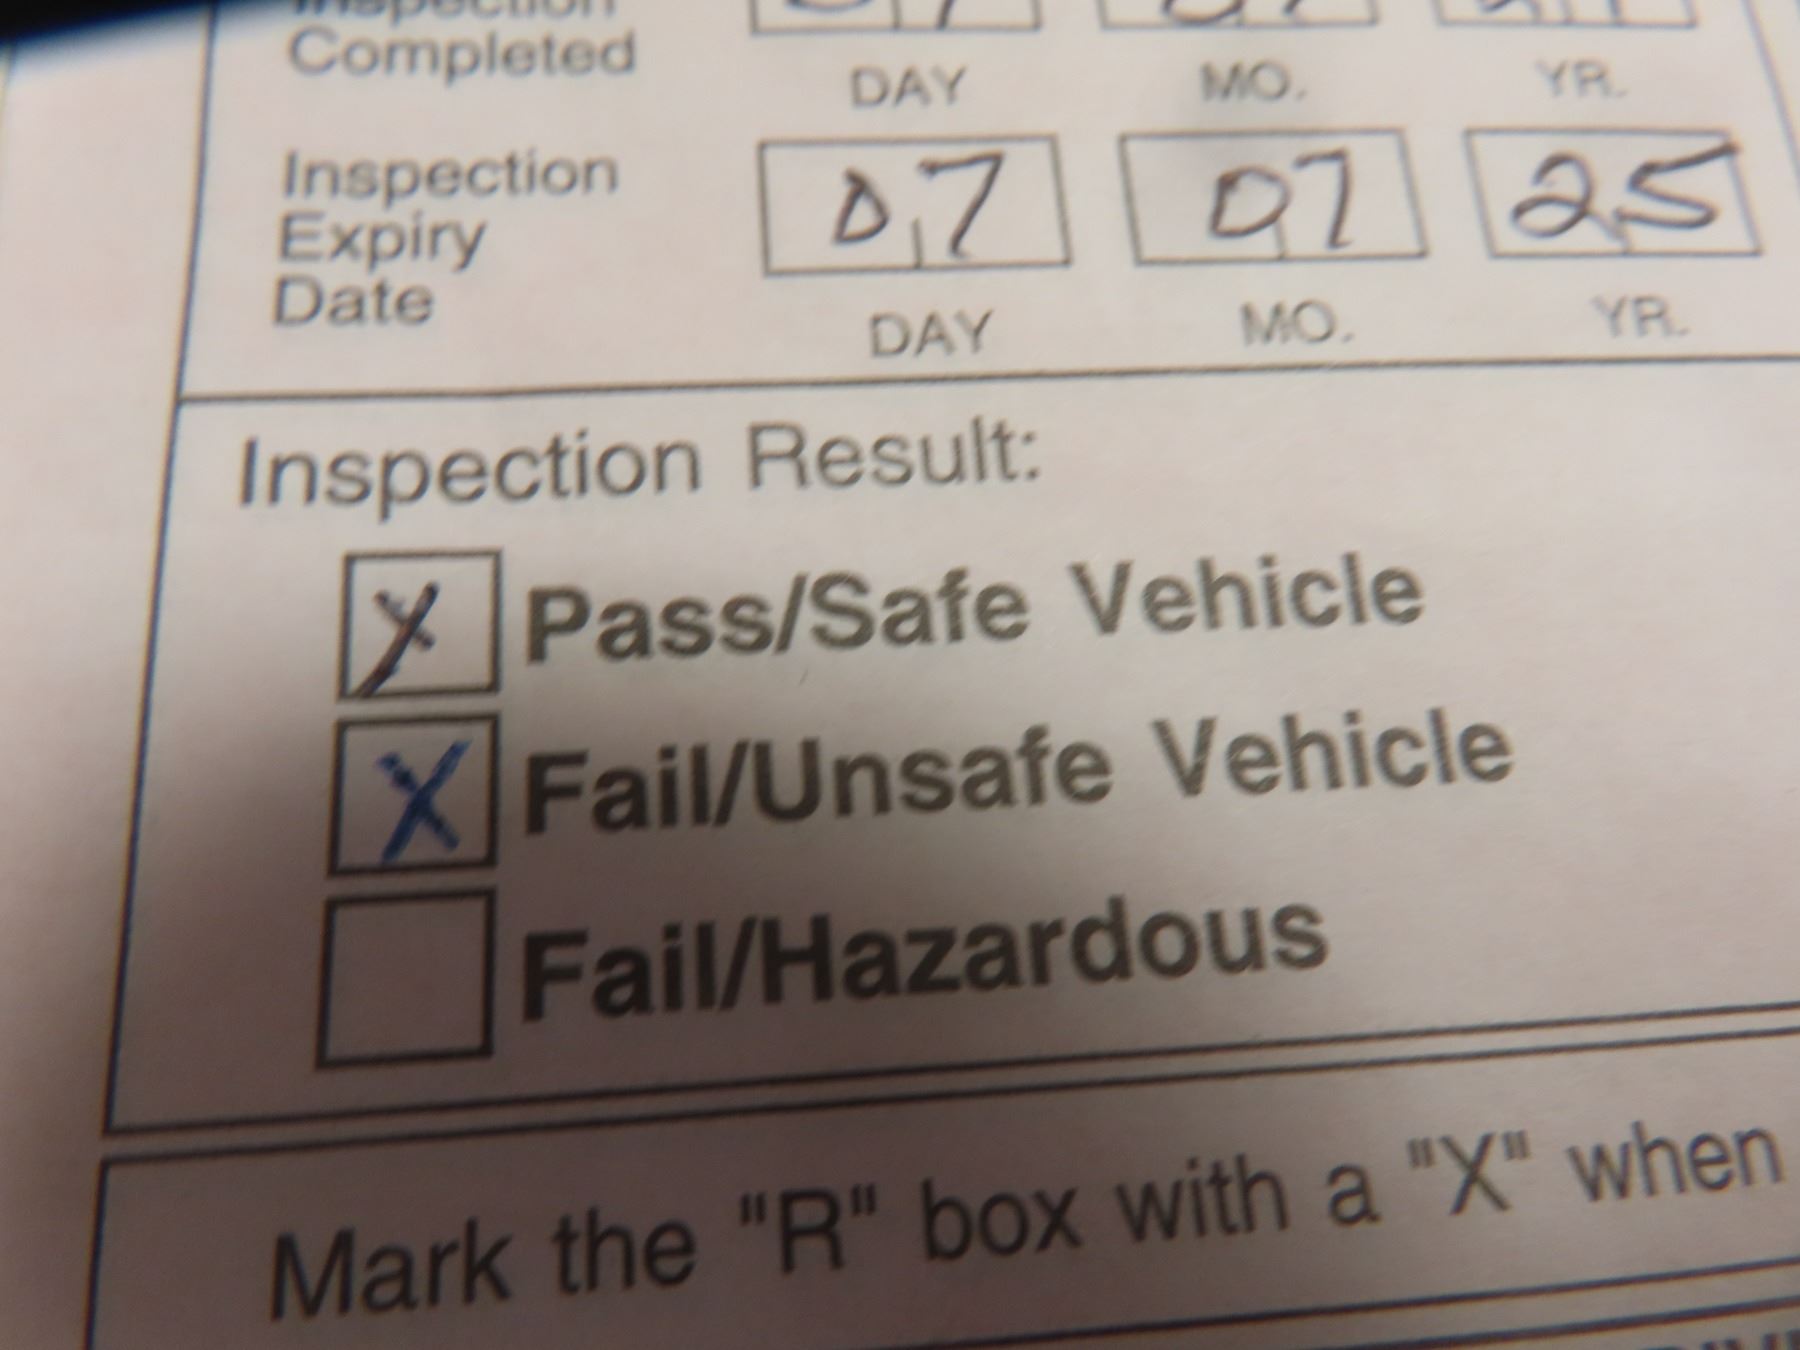 Inspection
Completed
DAY MO. YR.
Inspection
Expiry
Date
07 07 25
DAY MO. YR.
Inspection Result:
X Pass/Safe Vehicle
X Fail/Unsafe Vehicle
Fail/Hazardous
Mark the "R" box with a "X" when